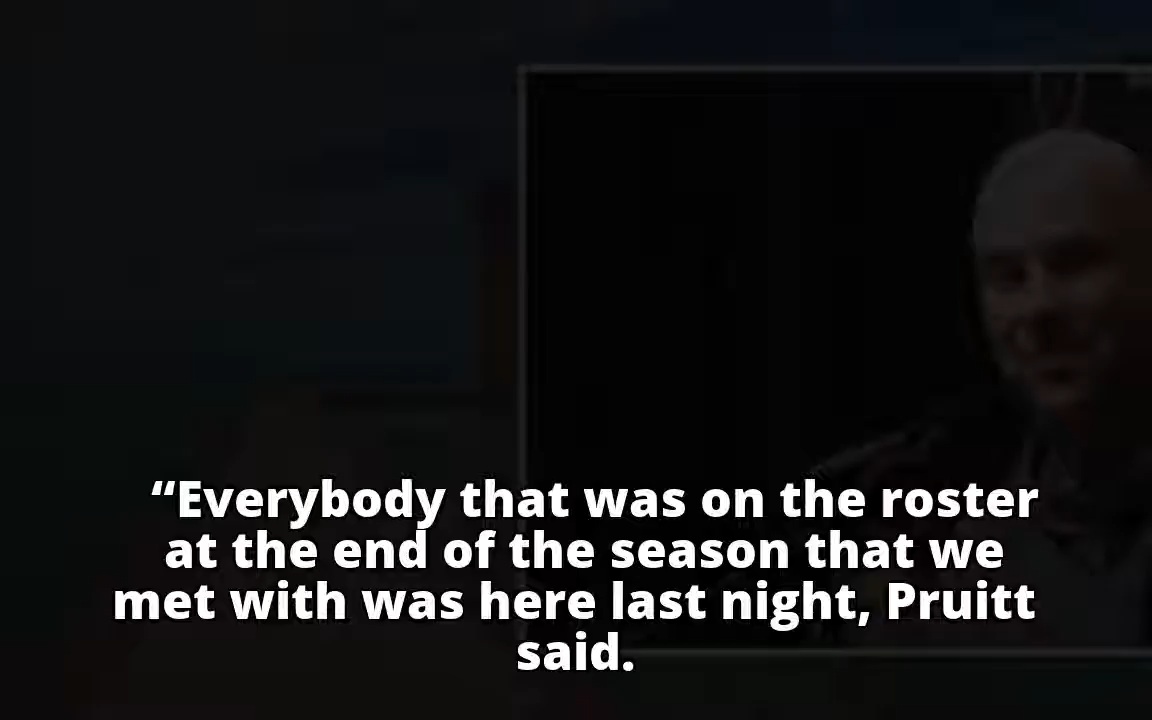 “Everybody that was on the roster
at the end of the season that we
met with was here last night, Pruitt
said.